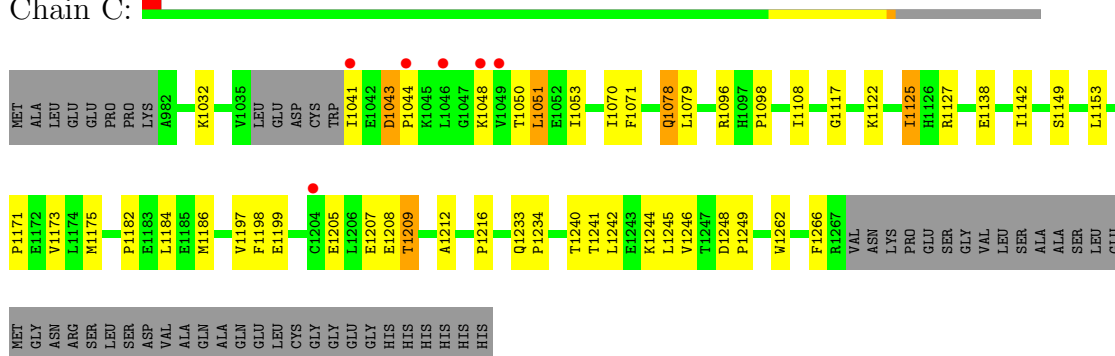 Chain C:
MET ALA LEU GLU GLU PRO PRO LYS A982 K1032 V1035 LEU GLU ASP CYS TRP I1041 E1042 D1043 P1044 K1045 L1046 G1047 K1048 V1049 T1050 L1051 E1052 I1053 I1070 F1071 Q1078 L1079 R1096 H1097 P1098 I1108 G1117 K1122 I1125 H1126 R1127 E1138 I1142 S1149 L1153
P1171 E1172 V1173 L1174 M1175 P1182 E1183 L1184 E1185 M1186 V1197 F1198 E1199 C1204 E1205 L1206 E1207 E1208 T1209 A1212 P1216 Q1233 P1234 T1240 T1241 L1242 E1243 K1244 L1245 V1246 T1247 D1248 P1249 W1262 F1266 R1267 VAL ASN LYS PRO GLU SER GLY VAL LEU SER ALA ALA SER LEU GLU
MET GLY ASN ARG SER LEU SER ASP VAL ALA GLN ALA GLN GLU LEU CYS GLY GLY GLU GLY HIS HIS HIS HIS HIS HIS